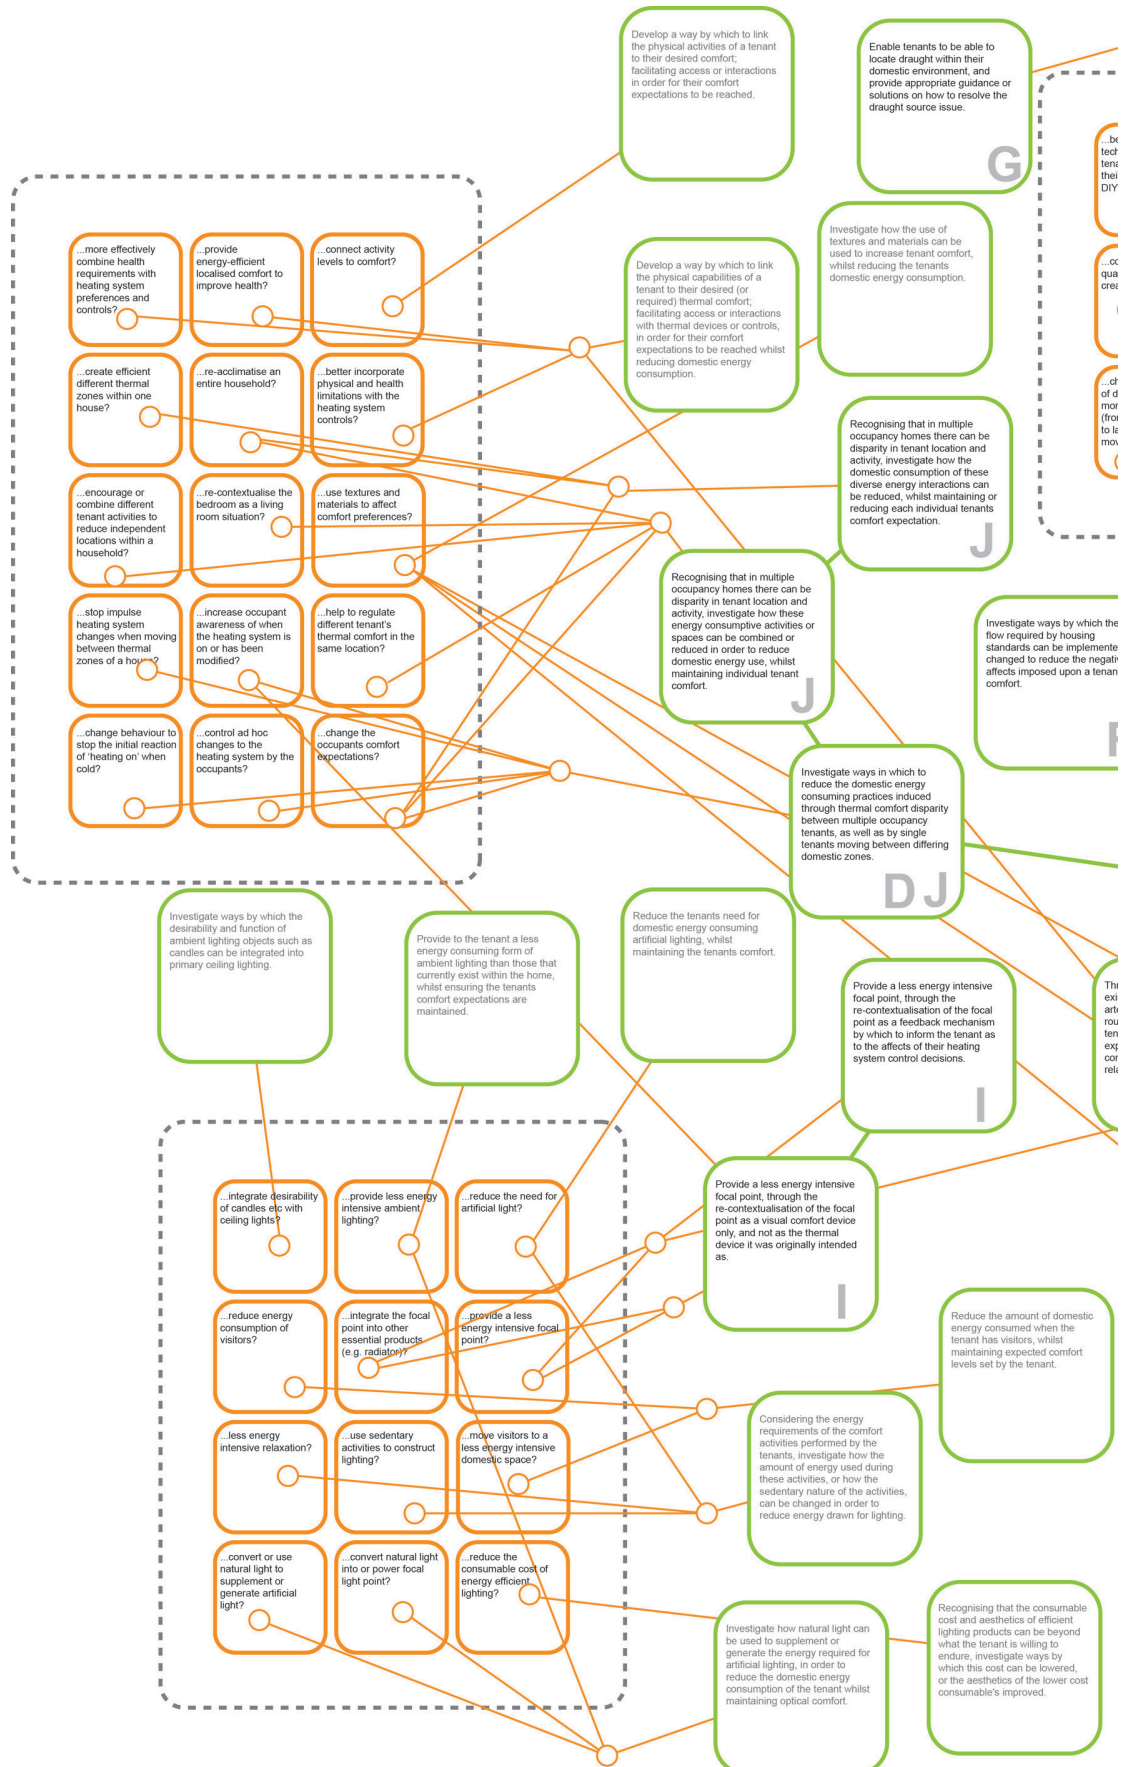 Develop a way by which to link
the physical activities of a tenant
to their desired comfort;
facilitating access or interactions
in order for their comfort
expectations to be reached.
Enable tenants to be able to
locate draught within their
domestic environment, and
provide appropriate guidance or
solutions on how to resolve the
draught source issue.
G
...more effectively
combine health
requirements with
heating system
preferences and
controls?
...provide
energy-efficient
localised comfort to
improve health?
...connect activity
levels to comfort?
Develop a way by which to link
the physical capabilities of a
tenant to their desired (or
required) thermal comfort;
facilitating access or interactions
with thermal devices or controls,
in order for their comfort
expectations to be reached whilst
reducing domestic energy
consumption.
Investigate how the use of
textures and materials can be
used to increase tenant comfort,
whilst reducing the tenants
domestic energy consumption.
...create efficient
different thermal
zones within one
house?
...re-acclimatise an
entire household?
...better incorporate
physical and health
limitations with the
heating system
controls?
Recognising that in multiple
occupancy homes there can be
disparity in tenant location and
activity, investigate how the
domestic consumption of these
diverse energy interactions can
be reduced, whilst maintaining or
reducing each individual tenants
comfort expectation.
J
...encourage or
combine different
tenant activities to
reduce independent
locations within a
household?
...re-contextualise the
bedroom as a living
room situation?
...use textures and
materials to affect
comfort preferences?
Recognising that in multiple
occupancy homes there can be
disparity in tenant location and
activity, investigate how these
energy consumptive activities or
spaces can be combined or
reduced in order to reduce
domestic energy use, whilst
maintaining individual tenant
comfort.
J
...stop impulse
heating system
changes when moving
between thermal
zones of a house?
...increase occupant
awareness of when
the heating system is
on or has been
modified?
...help to regulate
different tenant's
thermal comfort in the
same location?
Investigate ways by which the
flow required by housing
standards can be implemente
changed to reduce the negativ
affects imposed upon a tenan
comfort.
...change behaviour to
stop the initial reaction
of 'heating on' when
cold?
...control ad hoc
changes to the
heating system by the
occupants?
...change the
occupants comfort
expectations?
Investigate ways in which to
reduce the domestic energy
consuming practices induced
through thermal comfort disparity
between multiple occupancy
tenants, as well as by single
tenants moving between differing
domestic zones.
D J
Investigate ways by which the
desirability and function of
ambient lighting objects such as
candles can be integrated into
primary ceiling lighting.
Provide to the tenant a less
energy consuming form of
ambient lighting than those that
currently exist within the home,
whilst ensuring the tenants
comfort expectations are
maintained.
Reduce the tenants need for
domestic energy consuming
artificial lighting, whilst
maintaining the tenants comfort.
Provide a less energy intensive
focal point, through the
re-contextualisation of the focal
point as a feedback mechanism
by which to inform the tenant as
to the affects of their heating
system control decisions.
I
Provide a less energy intensive
focal point, through the
re-contextualisation of the focal
point as a visual comfort device
only, and not as the thermal
device it was originally intended
as.
I
...integrate desirability
of candles etc with
ceiling lights?
...provide less energy
intensive ambient
lighting?
...reduce the need for
artificial light?
...reduce energy
consumption of
visitors?
...integrate the focal
point into other
essential products
(e.g. radiator)?
...provide a less
energy intensive focal
point?
Reduce the amount of domestic
energy consumed when the
tenant has visitors, whilst
maintaining expected comfort
levels set by the tenant.
...less energy
intensive relaxation?
...use sedentary
activities to construct
lighting?
...move visitors to a
less energy intensive
domestic space?
Considering the energy
requirements of the comfort
activities performed by the
tenants, investigate how the
amount of energy used during
these activities, or how the
sedentary nature of the activities,
can be changed in order to
reduce energy drawn for lighting.
...convert or use
natural light to
supplement or
generate artificial
light?
...convert natural light
into or power focal
light point?
...reduce the
consumable cost of
energy efficient
lighting?
Investigate how natural light can
be used to supplement or
generate the energy required for
artificial lighting, in order to
reduce the domestic energy
consumption of the tenant whilst
maintaining optical comfort.
Recognising that the consumable
cost and aesthetics of efficient
lighting products can be beyond
what the tenant is willing to
endure, investigate ways by
which this cost can be lowered,
or the aesthetics of the lower cost
consumable's improved.